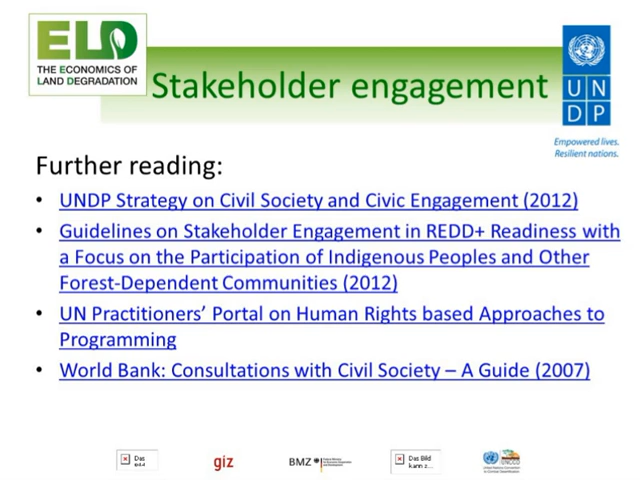 ELD
THE ECONOMICS OF
LAND DEGRADATION
Stakeholder engagement
U N
D P
Empowered lives.
Resilient nations.
Further reading:
• UNDP Strategy on Civil Society and Civic Engagement (2012)
• Guidelines on Stakeholder Engagement in REDD+ Readiness with
a Focus on the Participation of Indigenous Peoples and Other
Forest-Dependent Communities (2012)
• UN Practitioners’ Portal on Human Rights based Approaches to
Programming
• World Bank: Consultations with Civil Society – A Guide (2007)
Das
giz
BMZ
Das Bild
kann z...